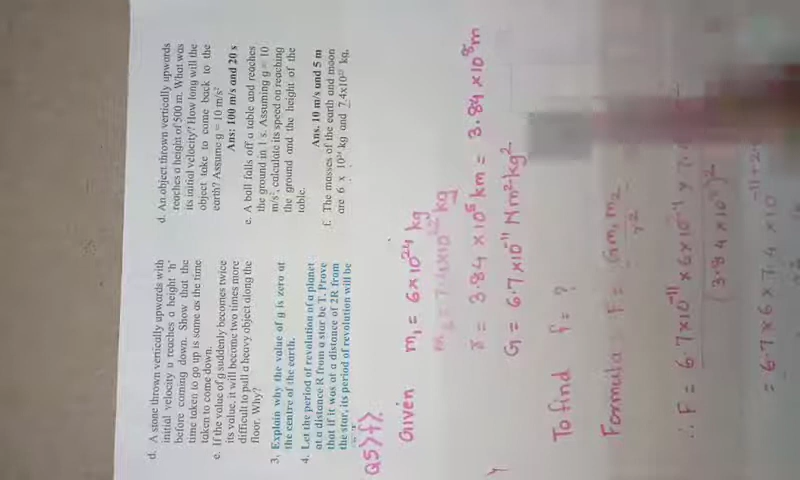 d. A stone thrown vertically upwards with
initial velocity u reaches a height 'h'
before coming down. Show that the
time taken to go up is same as the time
taken to come down.
e. If the value of g suddenly becomes twice
its value, it will become two times more
difficult to pull a heavy object along the
floor. Why?
3. Explain why the value of g is zero at
the centre of the earth.
4. Let the period of revolution of a planet
at a distance R from a star be T. Prove
that if it was at a distance of 2R from
the star, its period of revolution will be
d. An object thrown vertically upwards
reaches a height of 500 m. What was
its initial velocity? How long will the
object take to come back to the
earth? Assume g = 10 m/s²
Ans: 100 m/s and 20 s
e. A ball falls off a table and reaches
the ground in 1 s. Assuming g = 10
m/s², calculate its speed on reaching
the ground and the height of the
table.
Ans. 10 m/s and 5 m
f. The masses of the earth and moon
are 6 x 10²⁴ kg and 7.4x10²² kg,
Q5>f>.
Given m₁ = 6×10²⁴ kg
m₂ = 7.4×10²² kg
r = 3.84 ×10⁵ km = 3.84 ×10⁸ m
G = 6.7×10⁻¹¹ Nm²kg²
To find f = ?
Formula F = Gm₁m₂
r²
∴ F = 6.7×10⁻¹¹ × 6×10²⁴ × 7.4
(3.84 ×10⁸)²
= 6.7×6×7.4 ×10⁻¹¹⁺²⁴